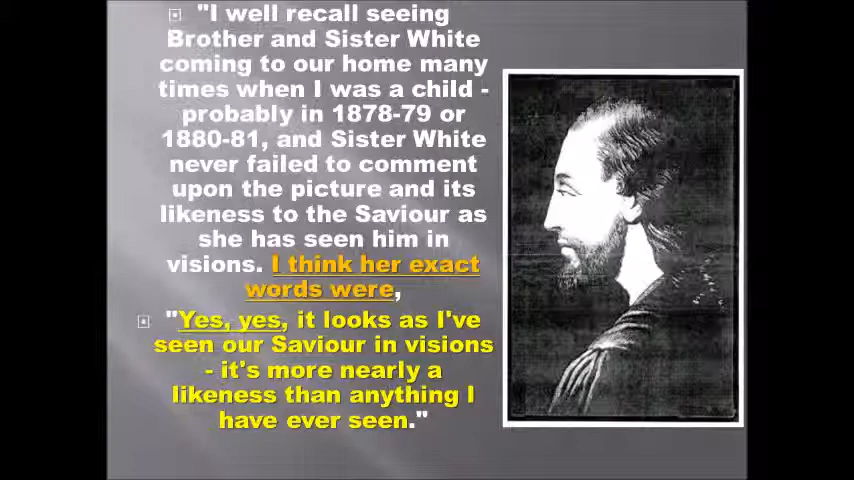 "I well recall seeing
Brother and Sister White
coming to our home many
times when I was a child -
probably in 1878-79 or
1880-81, and Sister White
never failed to comment
upon the picture and its
likeness to the Saviour as
she has seen him in
visions. I think her exact
words were,
"Yes, yes, it looks as I've
seen our Saviour in visions
- it's more nearly a
likeness than anything I
have ever seen."